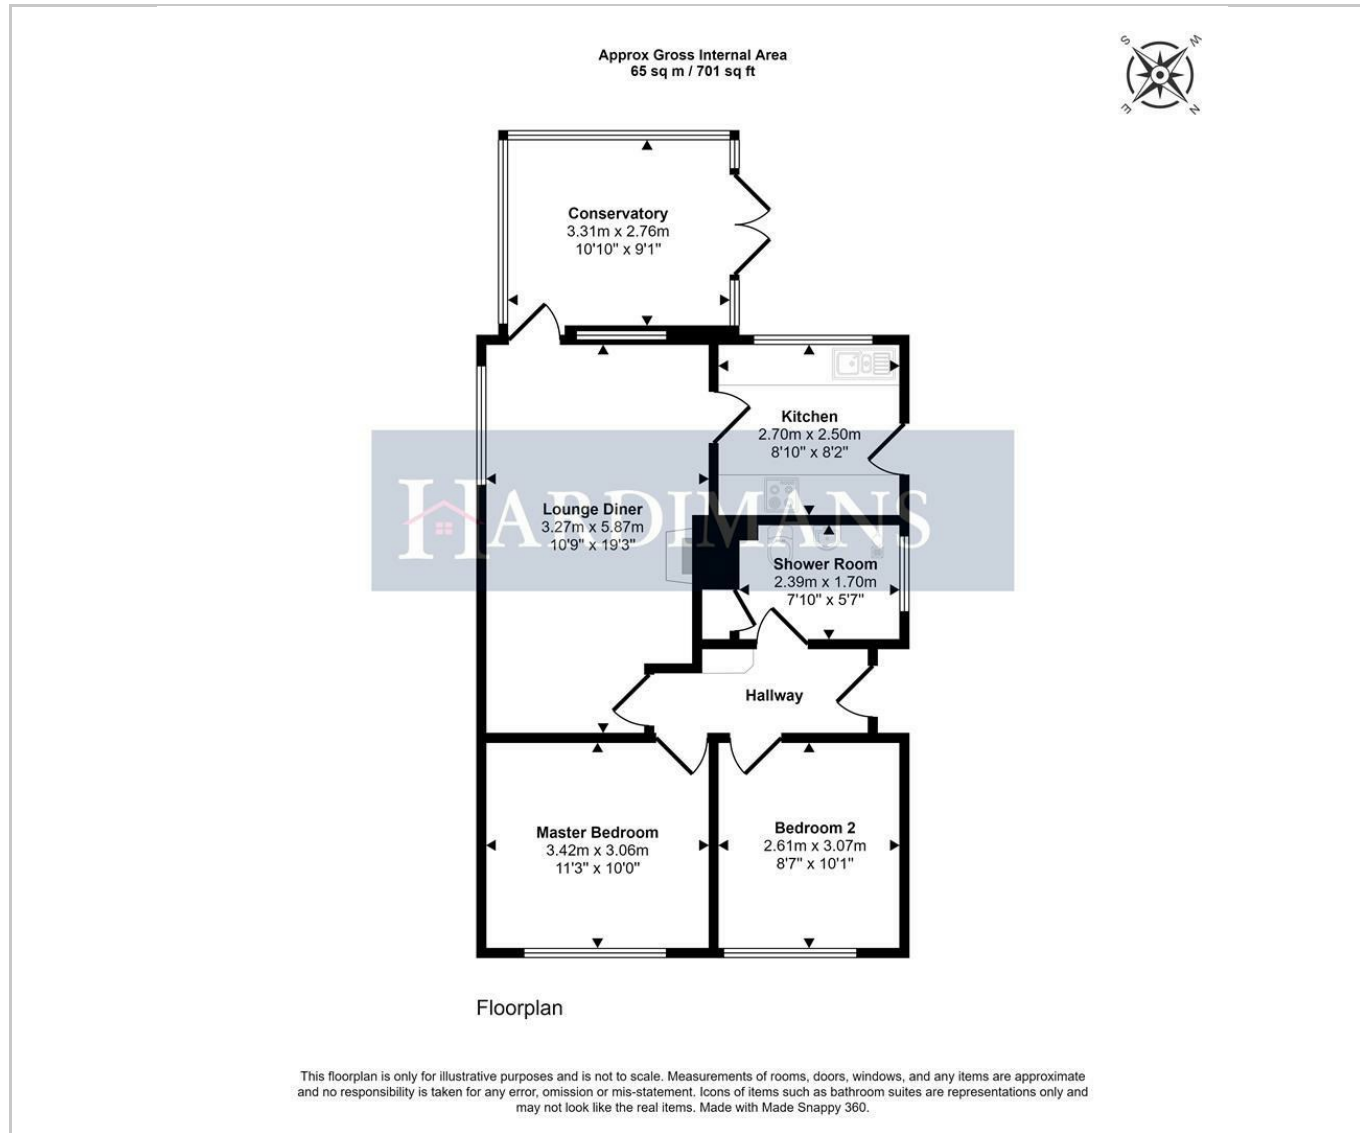 Approx Gross Internal Area
65 sq m / 701 sq ft
S
W
E
N
Conservatory
3.31m x 2.76m
10'10" x 9'1"
Kitchen
2.70m x 2.50m
8'10" x 8'2"
HARDIMANS
Lounge Diner
3.27m x 5.87m
10'9" x 19'3"
Shower Room
2.39m x 1.70m
7'10" x 5'7"
Hallway
Master Bedroom
3.42m x 3.06m
11'3" x 10'0"
Bedroom 2
2.61m x 3.07m
8'7" x 10'1"
Floorplan
This floorplan is only for illustrative purposes and is not to scale. Measurements of rooms, doors, windows, and any items are approximate
and no responsibility is taken for any error, omission or mis-statement. Icons of items such as bathroom suites are representations only and
may not look like the real items. Made with Made Snappy 360.